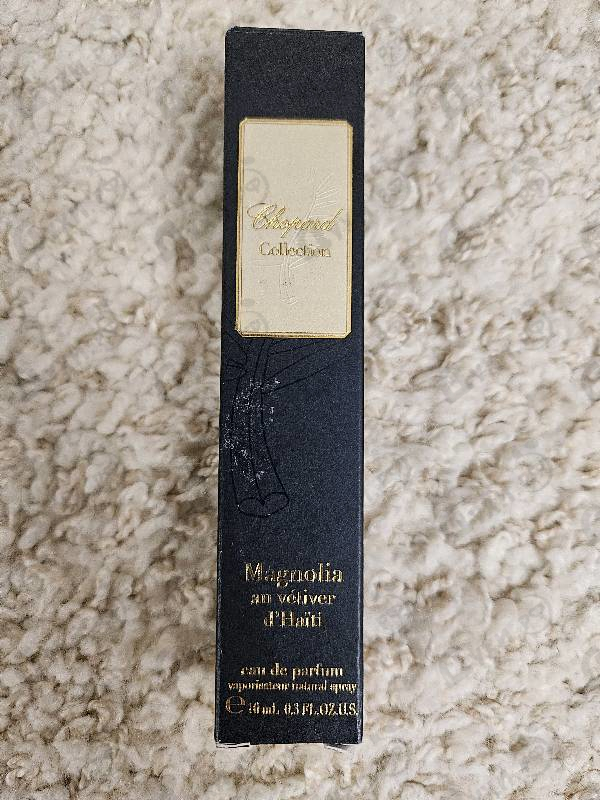 Chopard
Collection
Magnolia
au vétiver
d'Haïti
eau de parfum
vaporisateur natural spray
℮ 10 mL 0.3 FL.OZ.U.S.